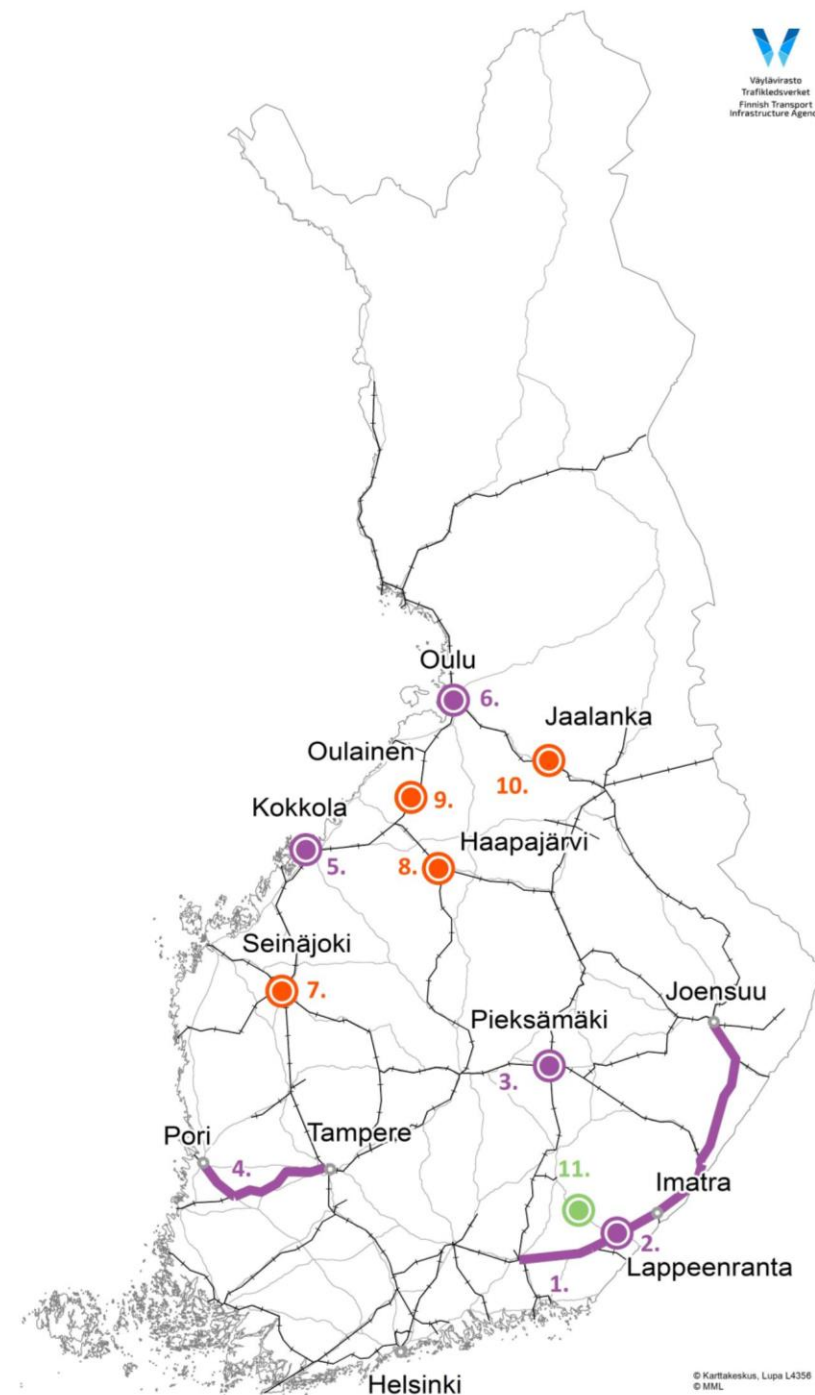 Väylävirasto
Trafikledsverket
Finnish Transport
Infrastructure Agenc
Oulu
6.
Jaalanka
Oulainen
10.
9.
Kokkola
Haapajärvi
5.
8.
Seinäjoki
7.
Joensuu
Pieksämäki
3.
Pori
Tampere
4.
11.
Imatra
2.
Lappeenranta
1.
Helsinki
© Karttakeskus, Lupa L4356
© MML